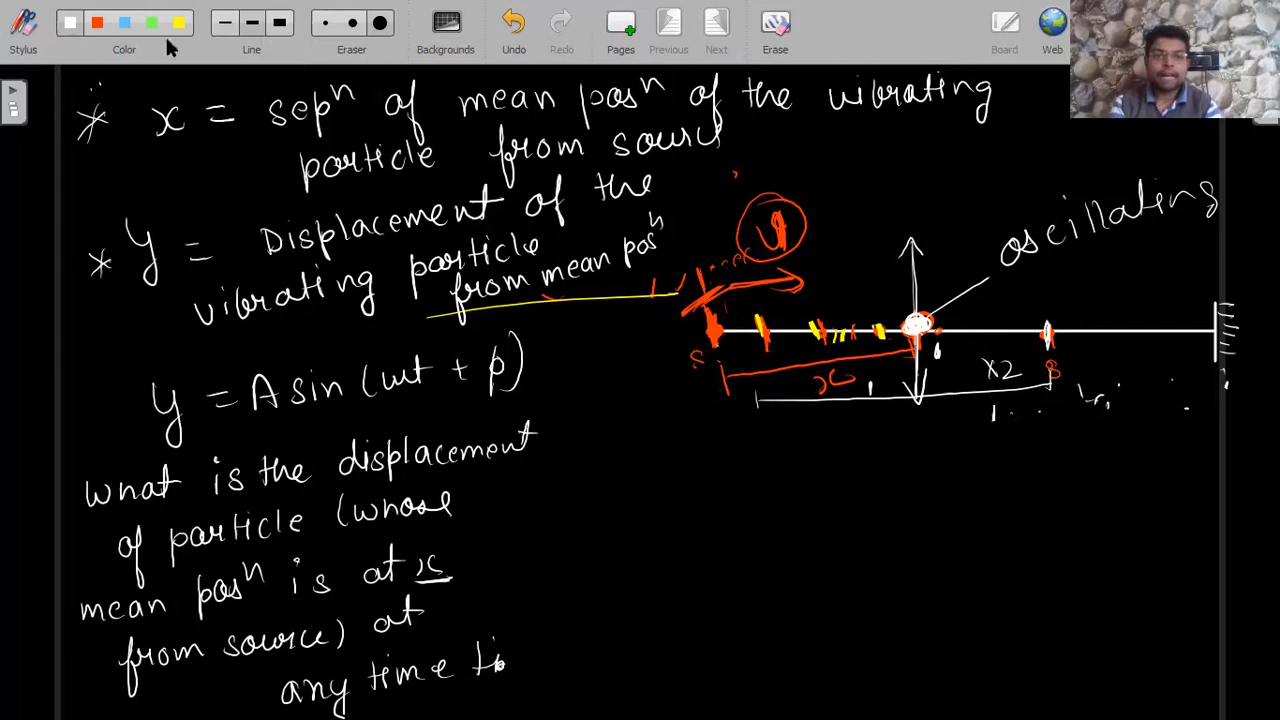 Stylus Color Line Eraser Backgrounds Undo Redo Pages Previous Next Erase Board Web
* x = sepⁿ of mean posⁿ of the vibrating
particle from source
* y = Displacement of the
vibrating particle
from mean posⁿ
oscillating
y = A sin (wt + p)
x
x2
B
S
what is the displacement
of particle (whose
mean posⁿ is at x
from source) at
any time t